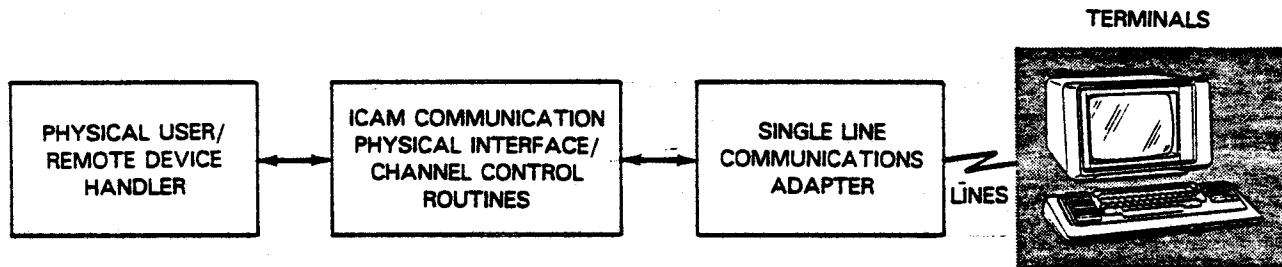 TERMINALS
PHYSICAL USER/
REMOTE DEVICE
HANDLER
ICAM COMMUNICATION
PHYSICAL INTERFACE/
CHANNEL CONTROL
ROUTINES
SINGLE LINE
COMMUNICATIONS
ADAPTER
LINES